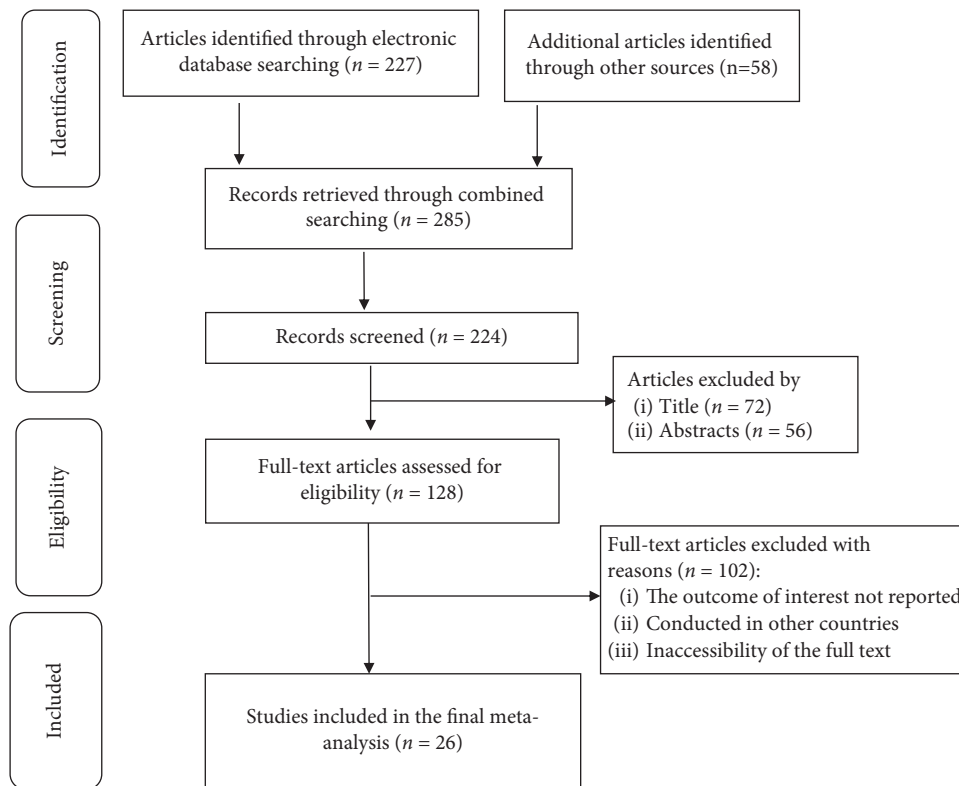 Identification
Articles identified through electronic
database searching (n = 227)
Additional articles identified
through other sources (n=58)
Records retrieved through combined
searching (n = 285)
Screening
Records screened (n = 224)
Articles excluded by
(i) Title (n = 72)
(ii) Abstracts (n = 56)
Eligibility
Full-text articles assessed for
eligibility (n = 128)
Full-text articles excluded with
reasons (n = 102):
(i) The outcome of interest not reported
(ii) Conducted in other countries
(iii) Inaccessibility of the full text
Included
Studies included in the final meta-
analysis (n = 26)